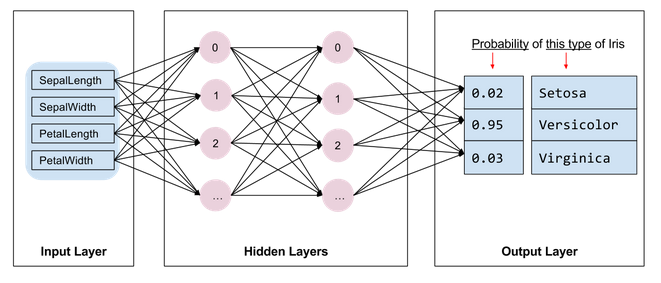 Probability of this type of Iris
SepalLength
SepalWidth
PetalLength
PetalWidth
0
1
2
...
0
1
2
...
0.02 Setosa
0.95 Versicolor
0.03 Virginica
Input Layer
Hidden Layers
Output Layer